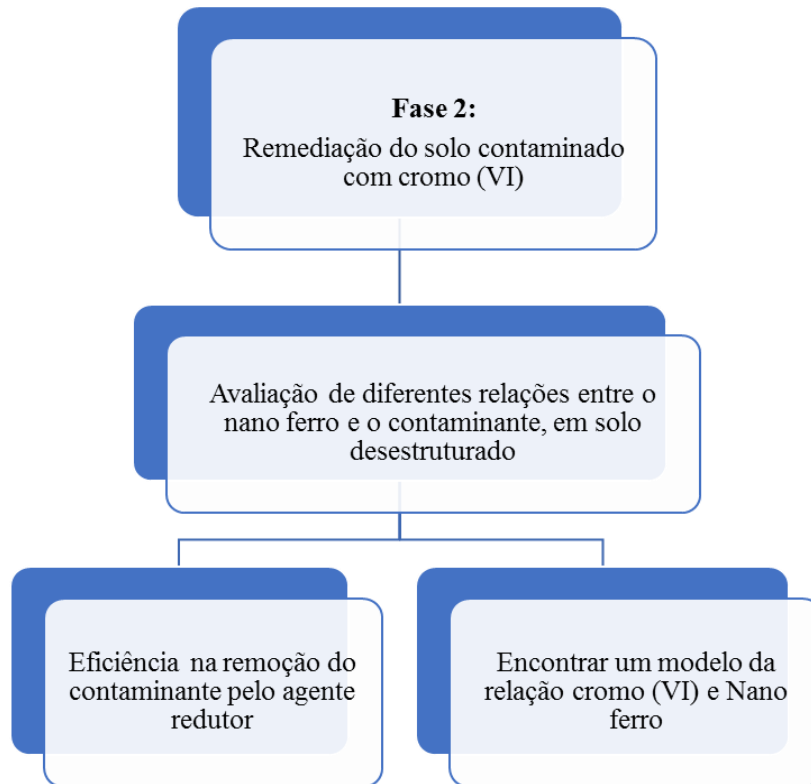 Fase 2:
Remediação do solo contaminado
com cromo (VI)
Avaliação de diferentes relações entre o
nano ferro e o contaminante, em solo
desestruturado
Eficiência na remoção do
contaminante pelo agente
redutor
Encontrar um modelo da
relação cromo (VI) e Nano
ferro